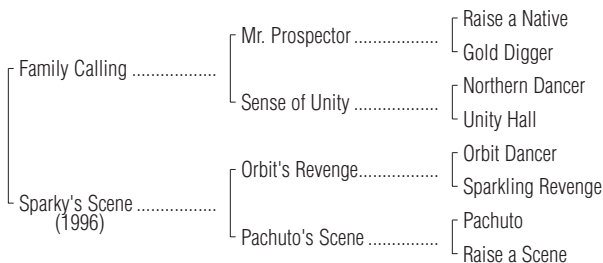 Raise a Native
Mr. Prospector ..................
Gold Digger
Family Calling ..................
Northern Dancer
Sense of Unity ..................
Unity Hall
Orbit Dancer
Orbit's Revenge.................
Sparkling Revenge
Sparky's Scene .................
(1996)
Pachuto
Pachuto's Scene ...............
Raise a Scene